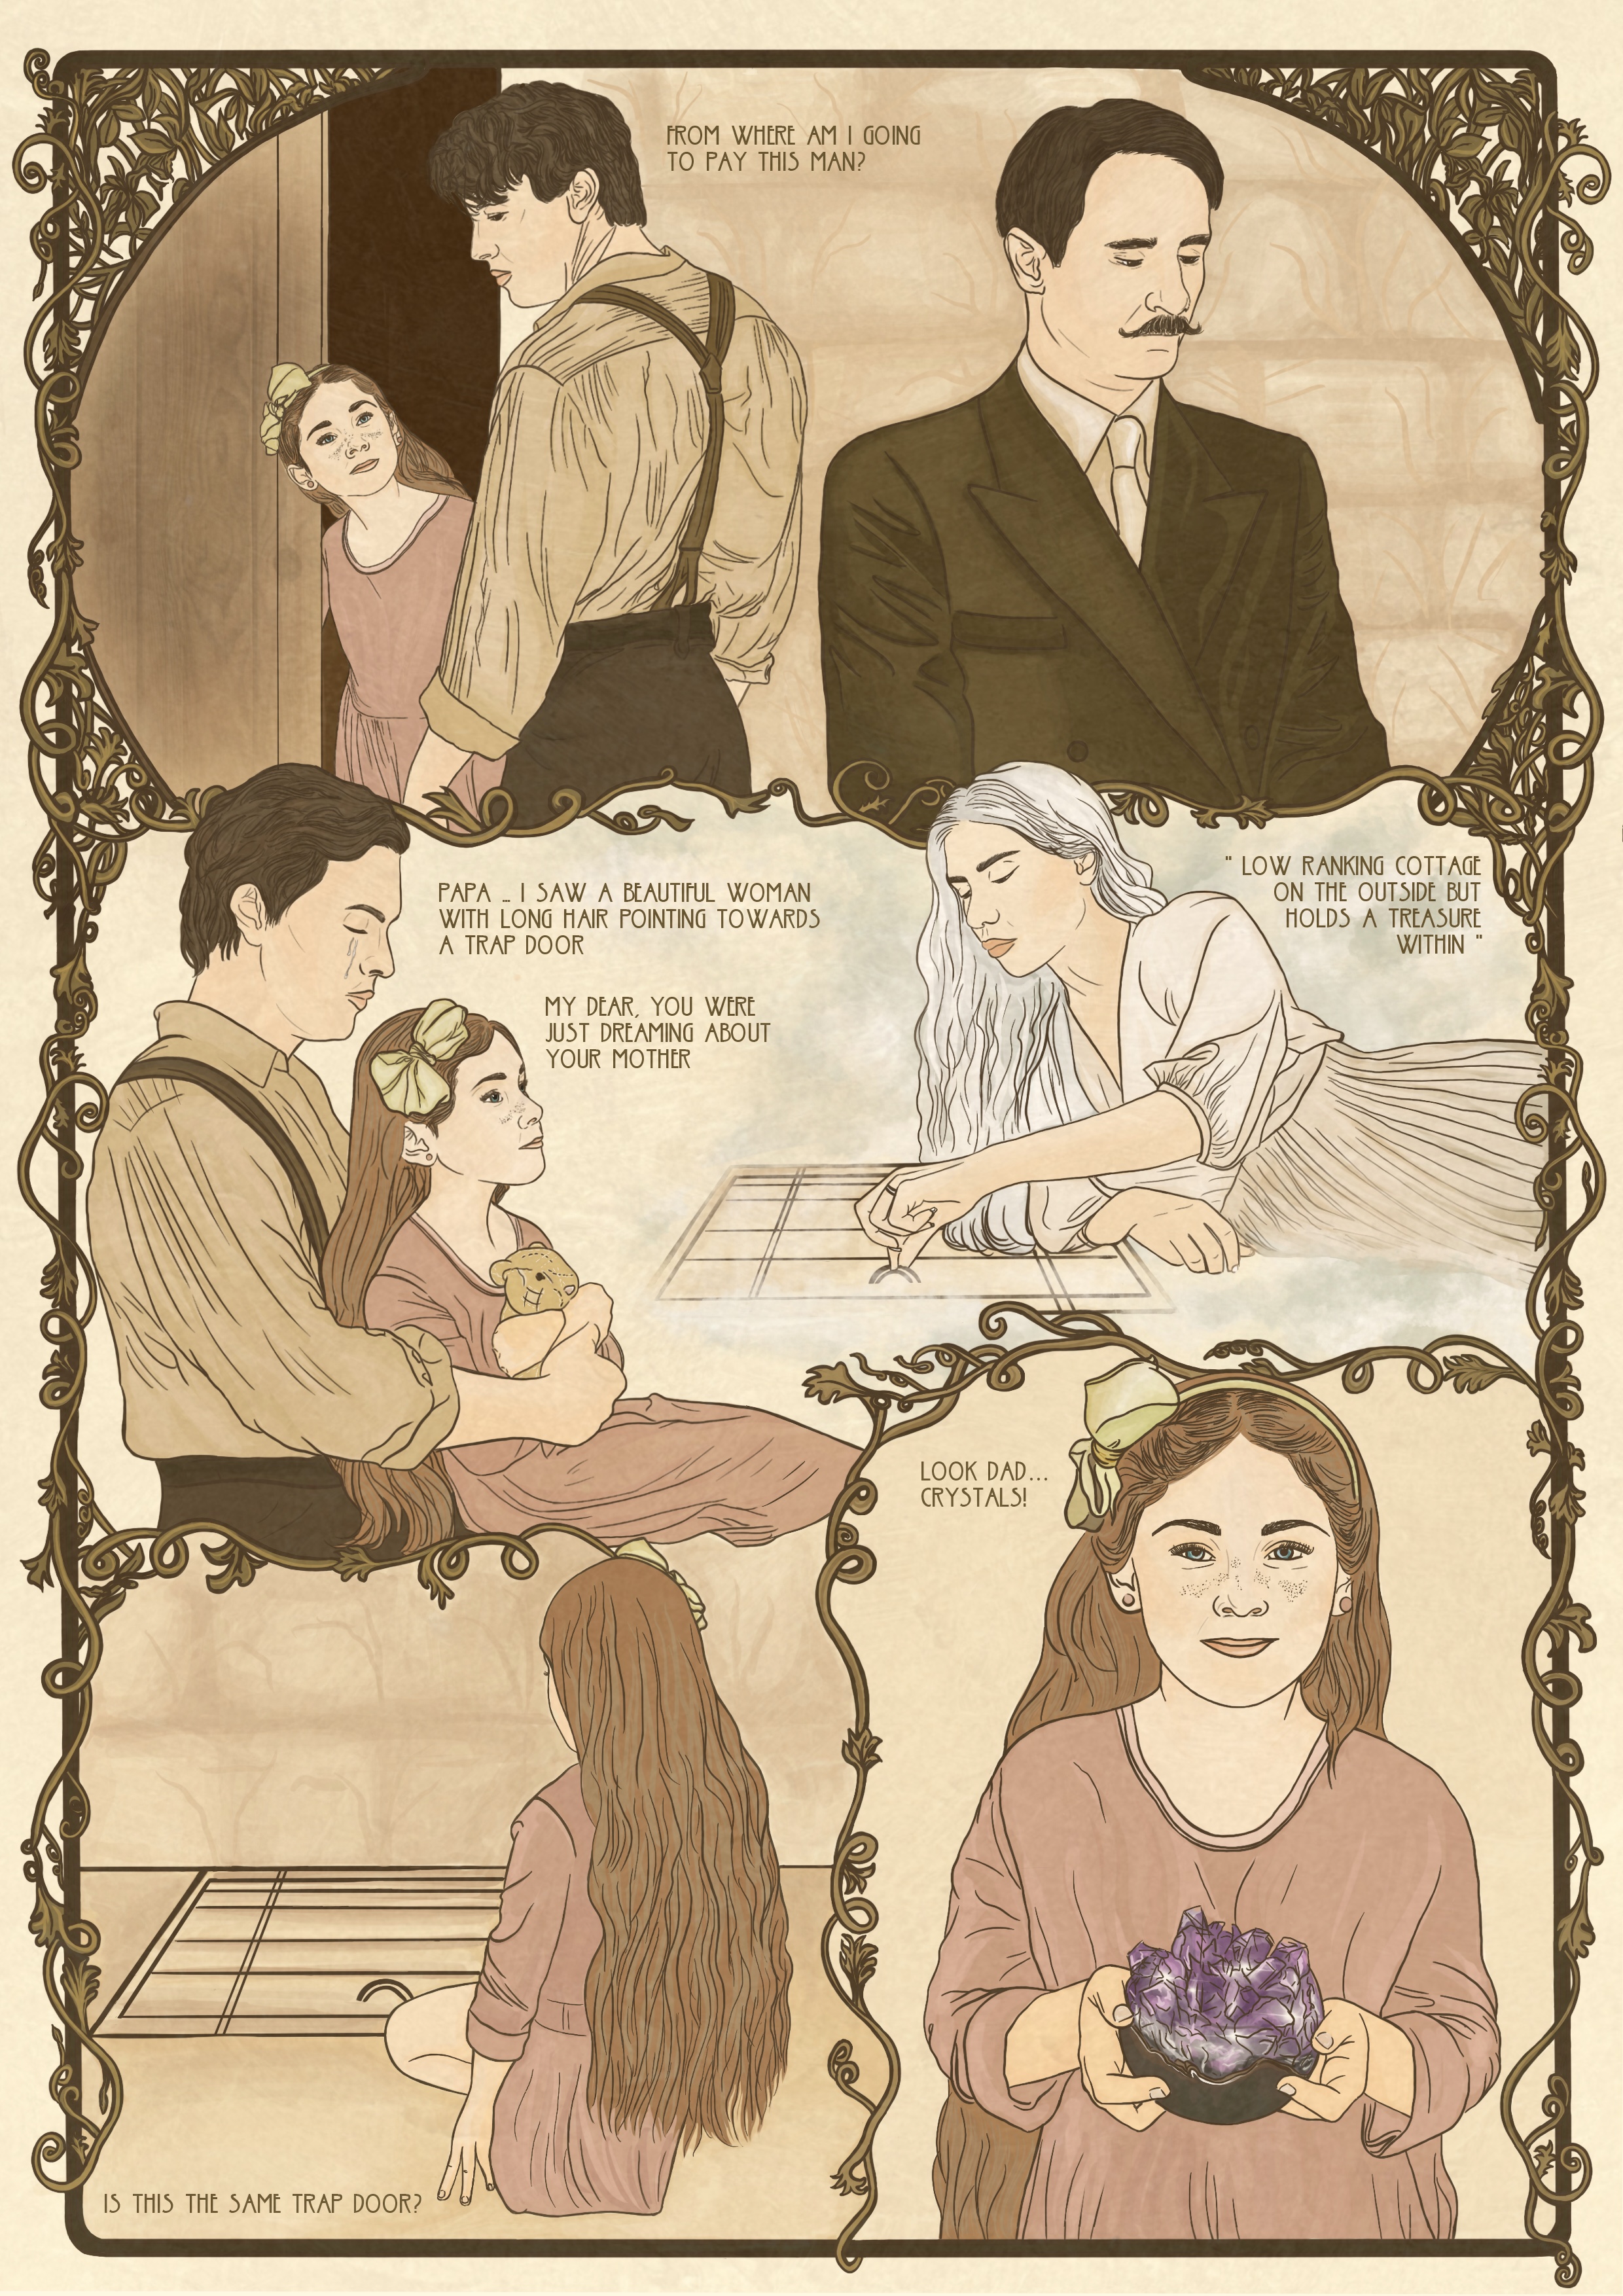 FROM WHERE AM I GOING
TO PAY THIS MAN?
PAPA ... I SAW A BEAUTIFUL WOMAN
WITH LONG HAIR POINTING TOWARDS
A TRAP DOOR
MY DEAR, YOU WERE
JUST DREAMING ABOUT
YOUR MOTHER
" LOW RANKING COTTAGE
ON THE OUTSIDE BUT
HOLDS A TREASURE
WITHIN "
LOOK DAD...
CRYSTALS!
IS THIS THE SAME TRAP DOOR?